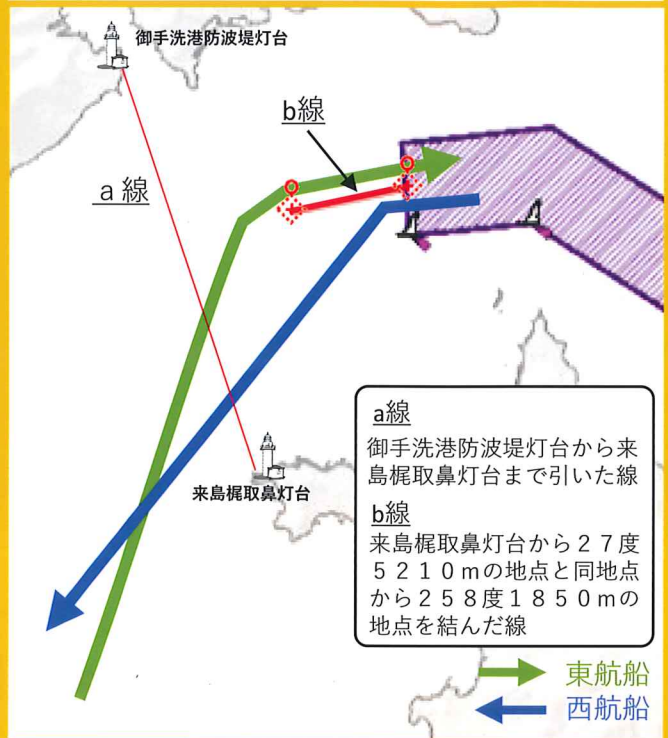 御手洗港防波堤灯台
b線
a線
来島梶取鼻灯台
a線
御手洗港防波堤灯台から来
島梶取鼻灯台まで引いた線
b線
来島梶取鼻灯台から27度
5210mの地点と同地点
から258度1850mの
地点を結んだ線
東航船
西航船